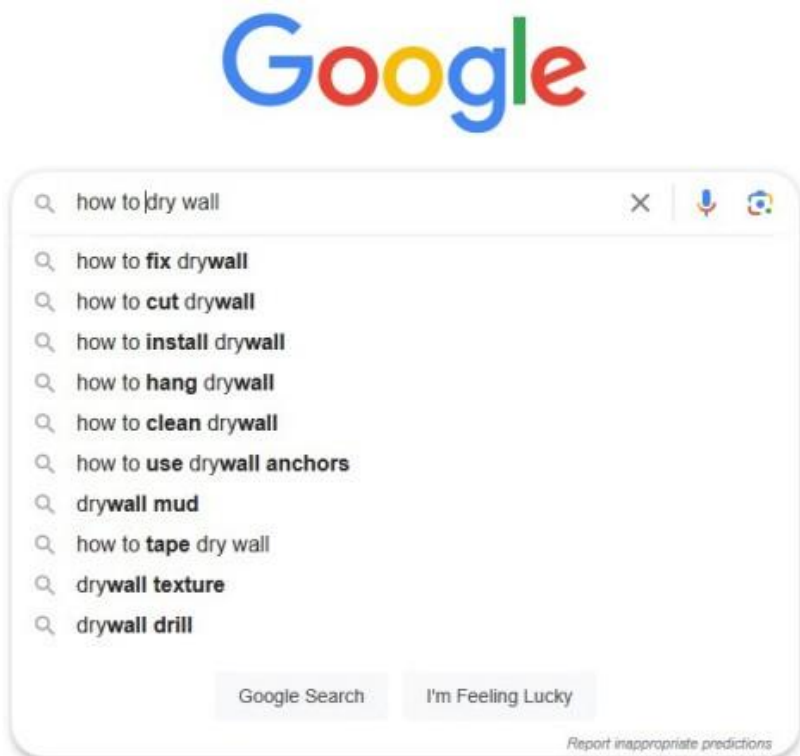 Google
how to dry wall
how to fix drywall
how to cut drywall
how to install drywall
how to hang drywall
how to clean drywall
how to use drywall anchors
drywall mud
how to tape dry wall
drywall texture
drywall drill
Google Search I'm Feeling Lucky
Report inappropriate predictions